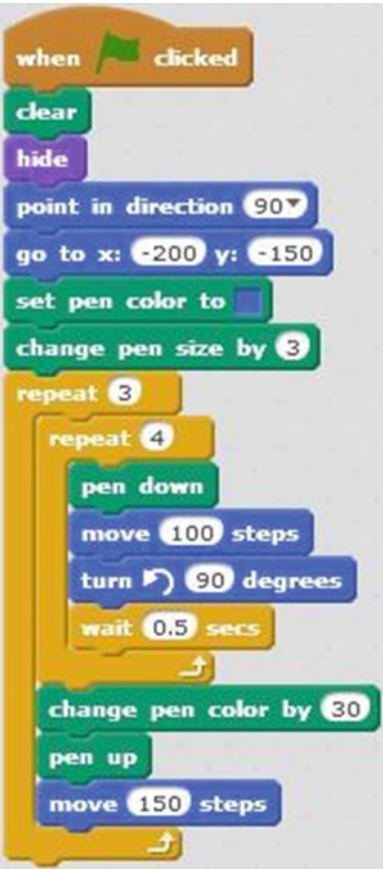 when clicked
clear
hide
point in direction 90
go to x: -200 y: -150
set pen color to
change pen size by 3
repeat 3
repeat 4
pen down
move 100 steps
turn 90 degrees
wait 0.5 secs
change pen color by 30
pen up
move 150 steps